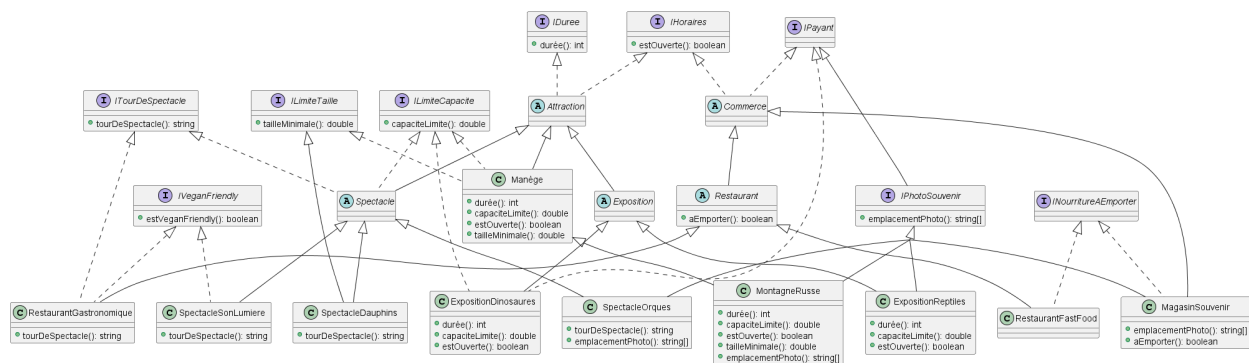 I IDuree
durée(): int
I IHoraires
estOuverte(): boolean
I IPayant
I ITourDeSpectacle
tourDeSpectacle(): string
I ILimiteTaille
tailleMinimale(): double
I ILimiteCapacite
capaciteLimite(): double
A Attraction
A Commerce
I IVeganFriendly
estVeganFriendly(): boolean
A Spectacle
C Manège
durée(): int
capaciteLimite(): double
estOuverte(): boolean
tailleMinimale(): double
A Exposition
A Restaurant
aEmporter(): boolean
I IPhotoSouvenir
emplacementPhoto(): string[]
I INourritureAEmporter
C RestaurantGastronomique
tourDeSpectacle(): string
C SpectacleSonLumiere
tourDeSpectacle(): string
C SpectacleDauphins
tourDeSpectacle(): string
C ExpositionDinosaures
durée(): int
capaciteLimite(): double
estOuverte(): boolean
C SpectacleOrques
tourDeSpectacle(): string
emplacementPhoto(): string[]
C MontagneRusse
durée(): int
capaciteLimite(): double
estOuverte(): boolean
tailleMinimale(): double
emplacementPhoto(): string[]
C ExpositionReptiles
durée(): int
capaciteLimite(): double
estOuverte(): boolean
C RestaurantFastFood
C MagasinSouvenir
emplacementPhoto(): string[]
aEmporter(): boolean